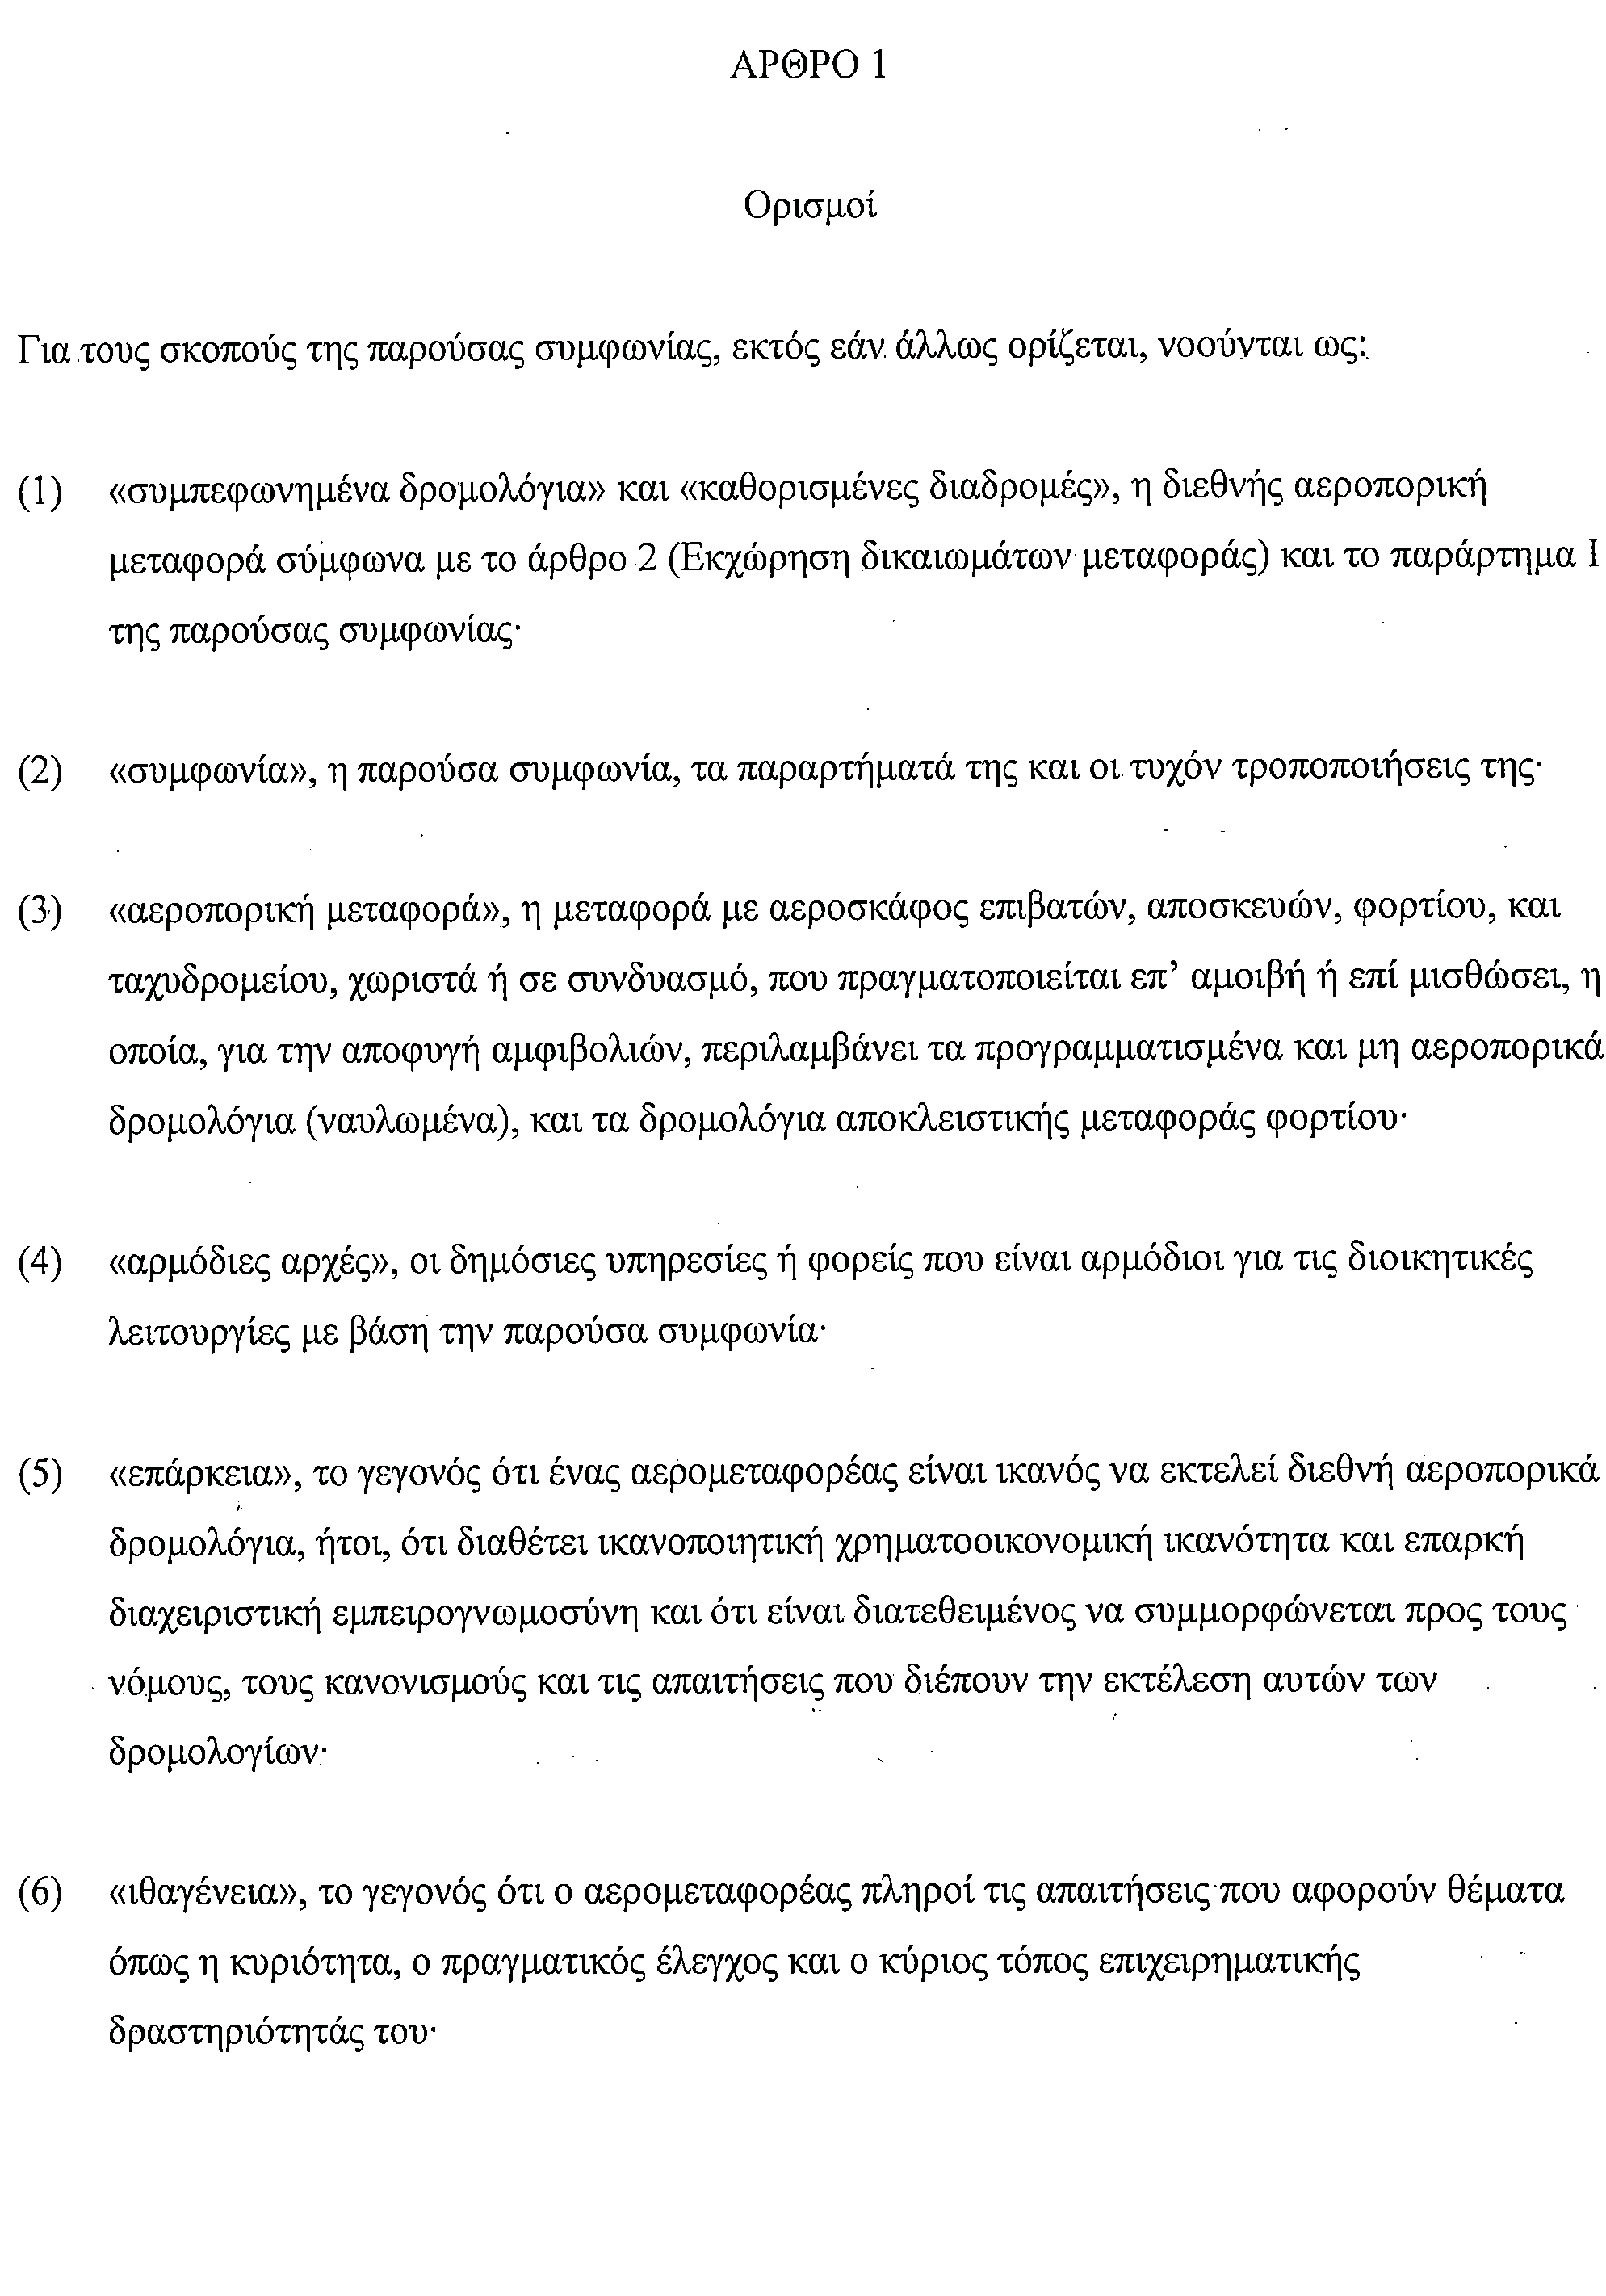 ΑΡΘΡΟ 1
Ορισμοί
Για τους σκοπούς της παρούσας συμφωνίας, εκτός εάν άλλως ορίζεται, νοούνται ως:
(1) «συμπεφωνημένα δρομολόγια» και «καθορισμένες διαδρομές», η διεθνής αεροπορική
μεταφορά σύμφωνα με το άρθρο 2 (Εκχώρηση δικαιωμάτων μεταφοράς) και το παράρτημα Ι
της παρούσας συμφωνίας·
(2) «συμφωνία», η παρούσα συμφωνία, τα παραρτήματά της και οι τυχόν τροποποιήσεις της·
(3) «αεροπορική μεταφορά», η μεταφορά με αεροσκάφος επιβατών, αποσκευών, φορτίου, και
ταχυδρομείου, χωριστά ή σε συνδυασμό, που πραγματοποιείται επ’ αμοιβή ή επί μισθώσει, η
οποία, για την αποφυγή αμφιβολιών, περιλαμβάνει τα προγραμματισμένα και μη αεροπορικά
δρομολόγια (ναυλωμένα), και τα δρομολόγια αποκλειστικής μεταφοράς φορτίου·
(4) «αρμόδιες αρχές», οι δημόσιες υπηρεσίες ή φορείς που είναι αρμόδιοι για τις διοικητικές
λειτουργίες με βάση την παρούσα συμφωνία·
(5) «επάρκεια», το γεγονός ότι ένας αερομεταφορέας είναι ικανός να εκτελεί διεθνή αεροπορικά
δρομολόγια, ήτοι, ότι διαθέτει ικανοποιητική χρηματοοικονομική ικανότητα και επαρκή
διαχειριστική εμπειρογνωμοσύνη και ότι είναι διατεθειμένος να συμμορφώνεται προς τους
νόμους, τους κανονισμούς και τις απαιτήσεις που διέπουν την εκτέλεση αυτών των
δρομολογίων·
(6) «ιθαγένεια», το γεγονός ότι ο αερομεταφορέας πληροί τις απαιτήσεις που αφορούν θέματα
όπως η κυριότητα, ο πραγματικός έλεγχος και ο κύριος τόπος επιχειρηματικής
δραστηριότητάς του·